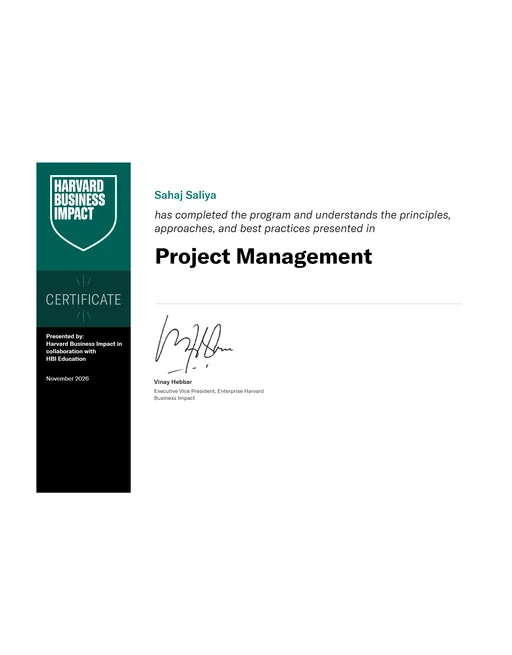 HARVARD
BUSINESS
IMPACT
CERTIFICATE
Presented by:
Harvard Business Impact in
collaboration with
HBI Education
November 2026
Sahaj Saliya
has completed the program and understands the principles,
approaches, and best practices presented in
Project Management
Vinay Hebbar
Executive Vice President, Enterprise Harvard
Business Impact